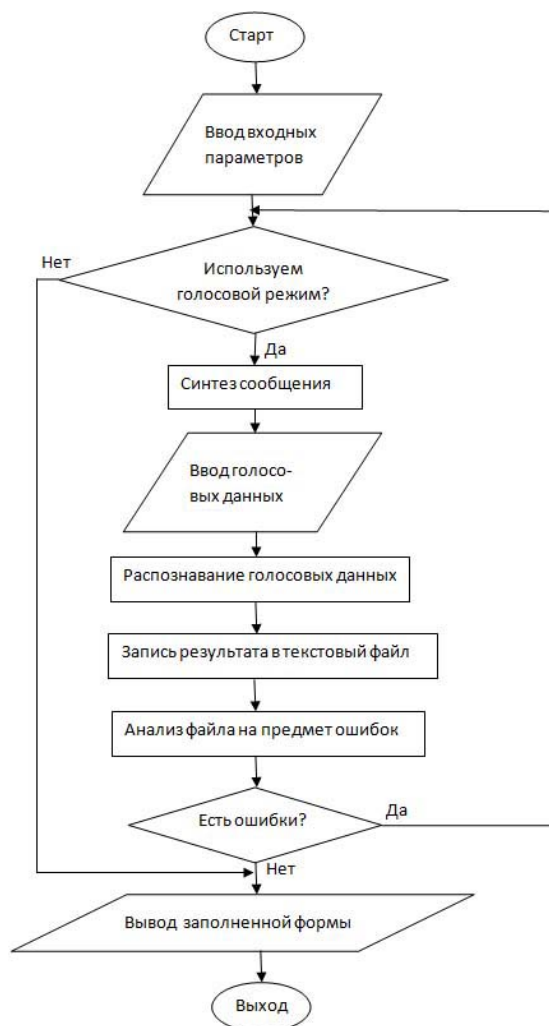 Старт
Ввод входных
параметров
Нет
Используем
голосовой режим?
Да
Синтез сообщения
Ввод голосо-
вых данных
Распознавание голосовых данных
Запись результата в текстовый файл
Анализ файла на предмет ошибок
Есть ошибки?
Да
Нет
Вывод заполненной формы
Выход